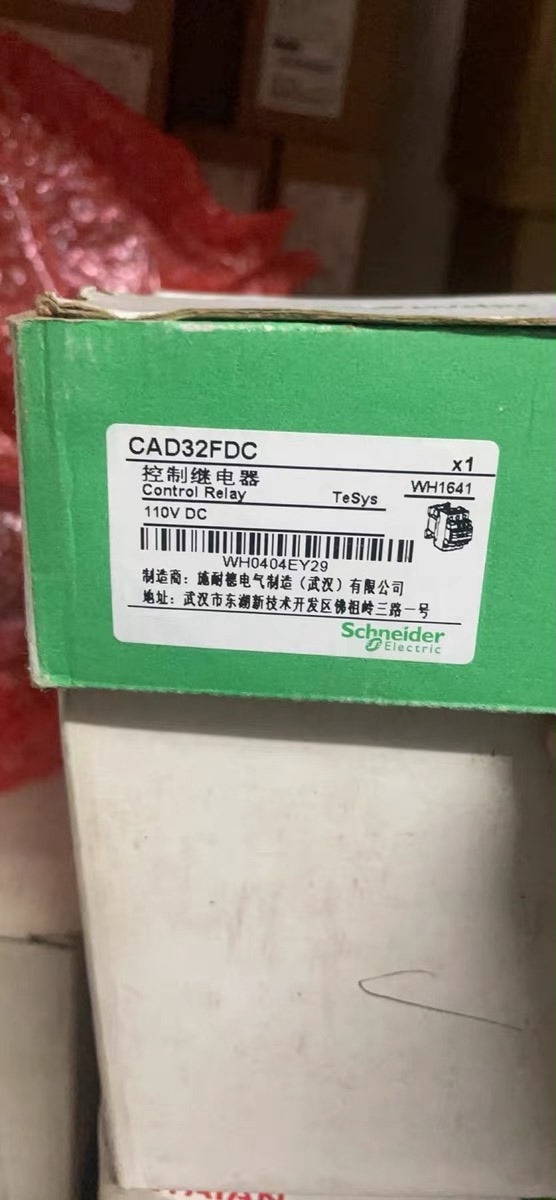 CAD32FDC
x1
控制继电器
Control Relay
TeSys
WH1641
110V DC
WH0404EY29
制造商：施耐德电气制造（武汉）有限公司
地址：武汉市东湖新技术开发区佛祖岭三路一号
Schneider
Electric